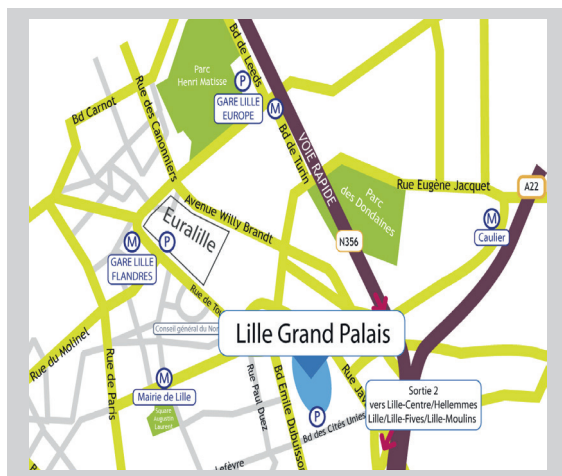 Bd de Leeds
Parc
Henri Matisse
P
GARE LILLE
EUROPE
M
Rue des Canonniers
Bd Carnot
Bd de Turin
VOIE RAPIDE
Parc
des Dondaines
Rue Eugène Jacquet
A22
M
Caulier
N356
Avenue Willy Brandt
Euralille
P
M
GARE LILLE
FLANDRES
Rue de Tou
Conseil général du Nor
Lille Grand Palais
Rue du Molinel
Rue de Paris
M
Mairie de Lille
Square
Augustin
Laurent
Rue Paul Duez
Bd Emile Dubuisson
P
Bd des Cités Unies
Rue Jav
Sortie 2
vers Lille-Centre/Hellemmes
Lille/Lille-Fives/Lille-Moulins
Lefèvre